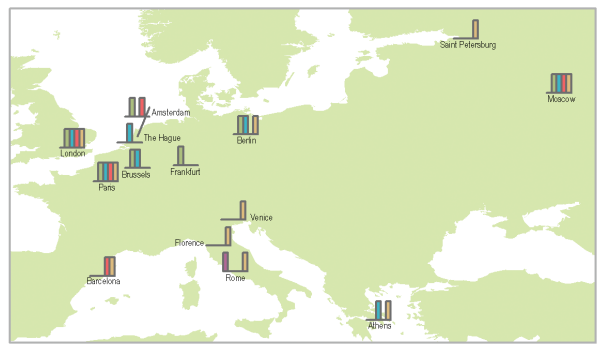 Saint Petersburg
Moscow
Amsterdam
The Hague
London
Berlin
Brussels
Frankfurt
Paris
Venice
Florence
Rome
Barcelona
Athens